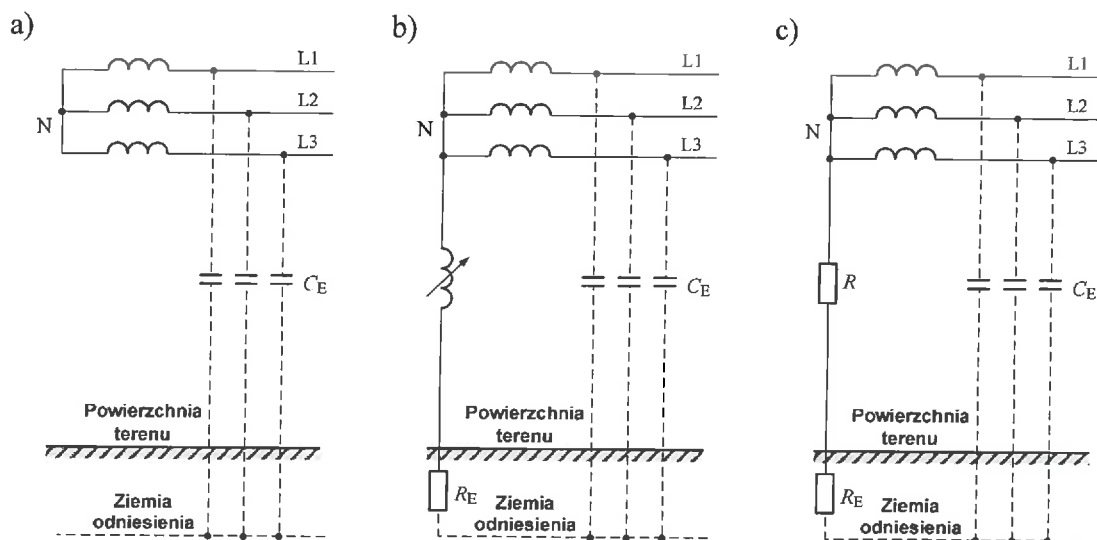 a)
L1
L2
N
L3
C_E
Powierzchnia
terenu
Ziemia
odniesienia
b)
L1
L2
N
L3
C_E
Powierzchnia
terenu
R_E
Ziemia
odniesienia
c)
L1
L2
N
L3
R
C_E
Powierzchnia
terenu
R_E
Ziemia
odniesienia